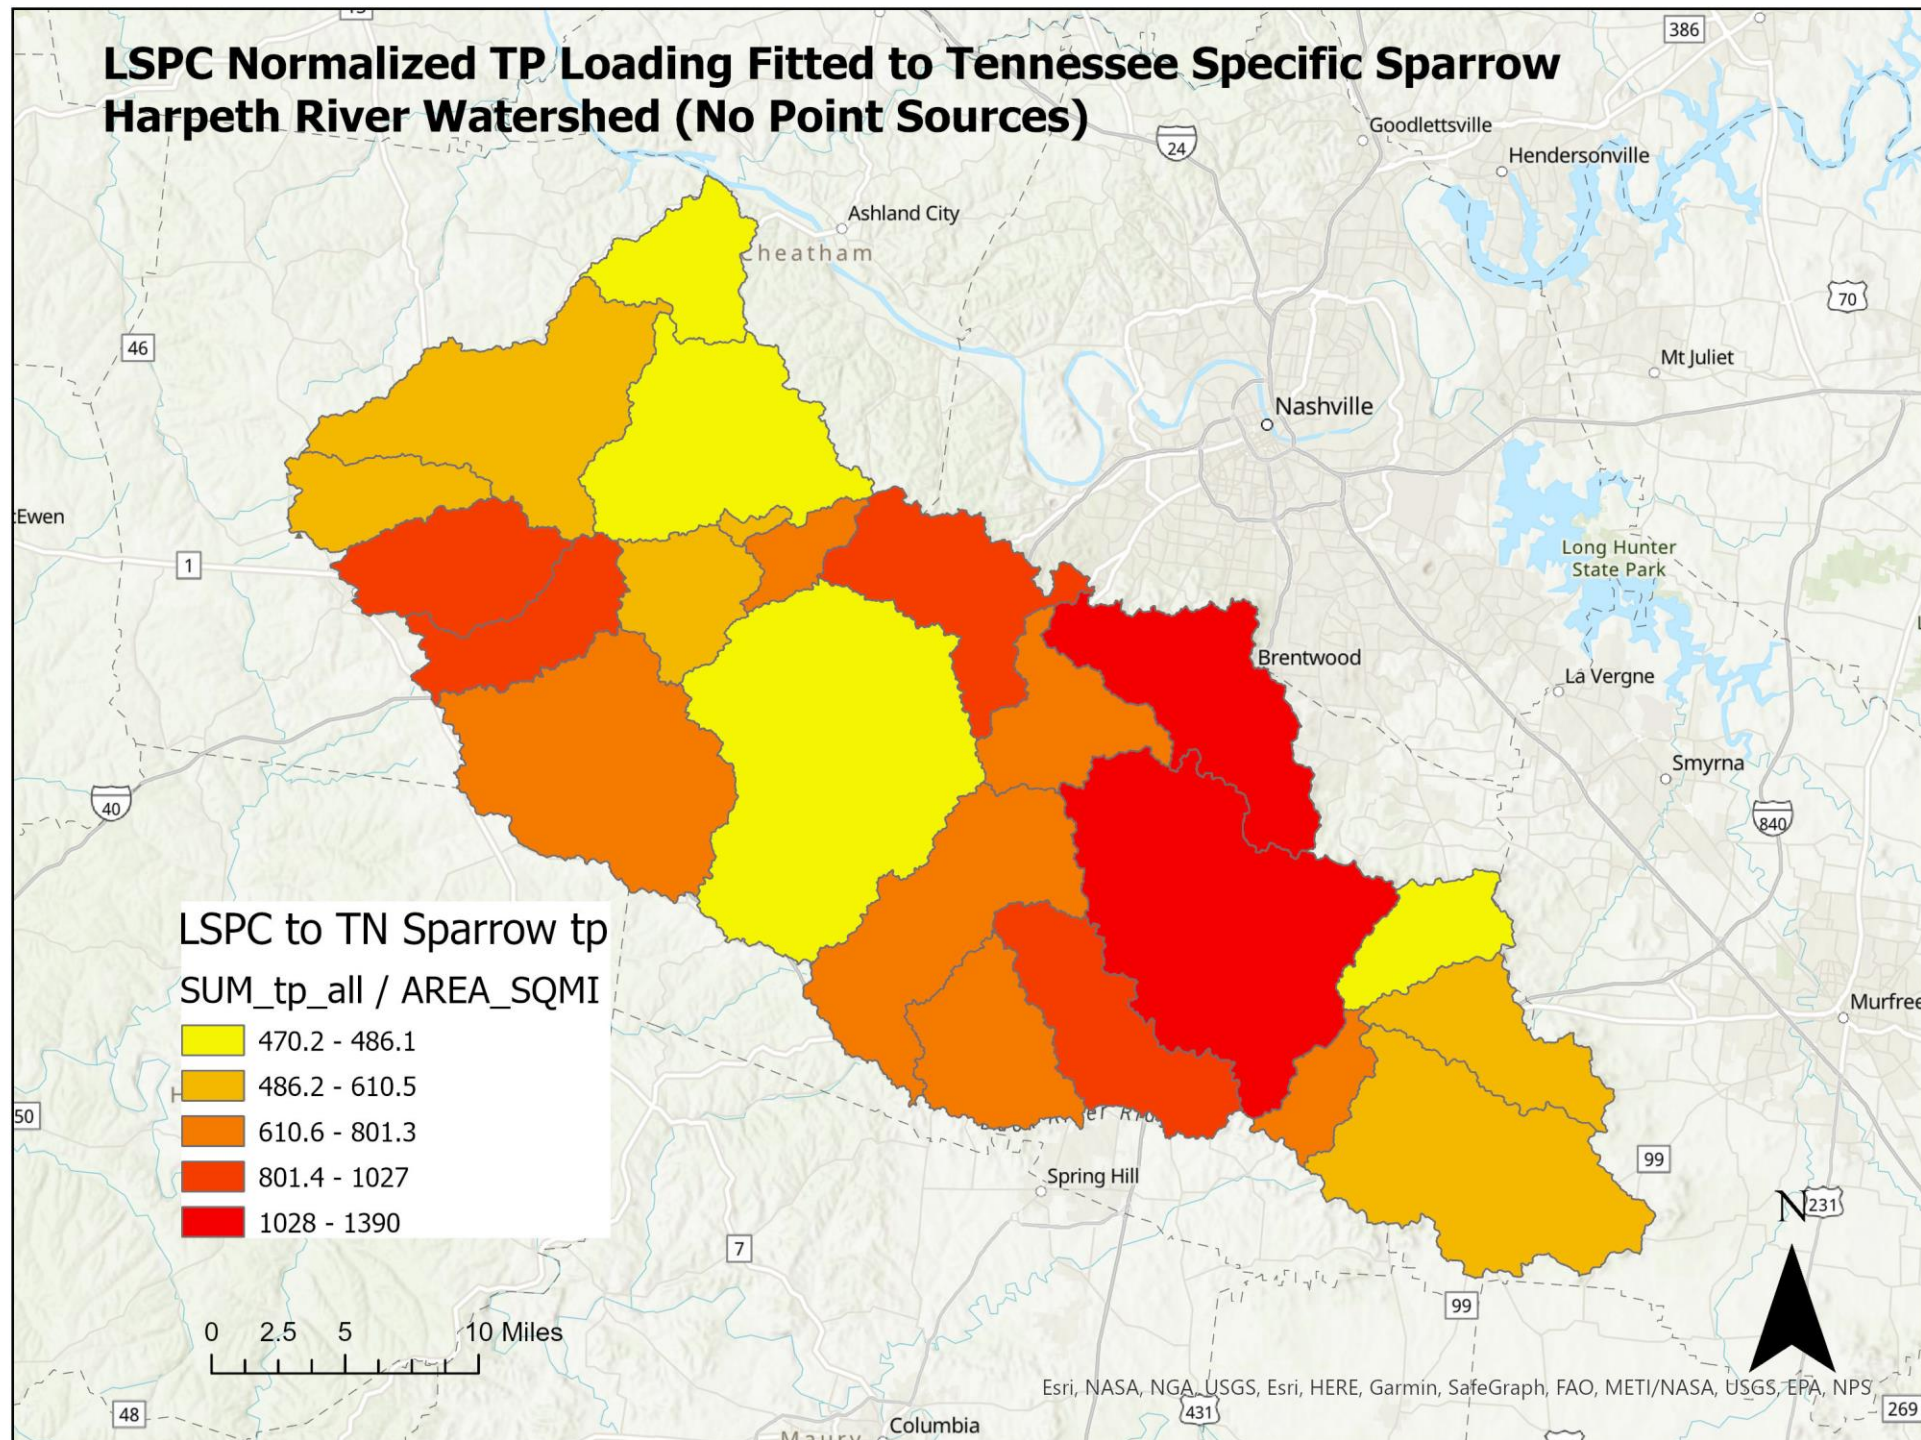 LSPC Normalized TP Loading Fitted to Tennessee Specific Sparrow
Harpeth River Watershed (No Point Sources)
386
Goodlettsville
24
Hendersonville
Ashland City
Cheatham
70
46
Mt Juliet
Nashville
Ewen
1
Long Hunter
State Park
Brentwood
La Vergne
Smyrna
40
840
LSPC to TN Sparrow tp
SUM_tp_all / AREA_SQMI
470.2 - 486.1
486.2 - 610.5
610.6 - 801.3
801.4 - 1027
1028 - 1390
Murfree
H
50
Spring Hill
99
N
231
7
99
0 2.5 5 10 Miles
Esri, NASA, NGA, USGS, Esri, HERE, Garmin, SafeGraph, FAO, METI/NASA, USGS, EPA, NPS
48
431
269
Columbia
Maury